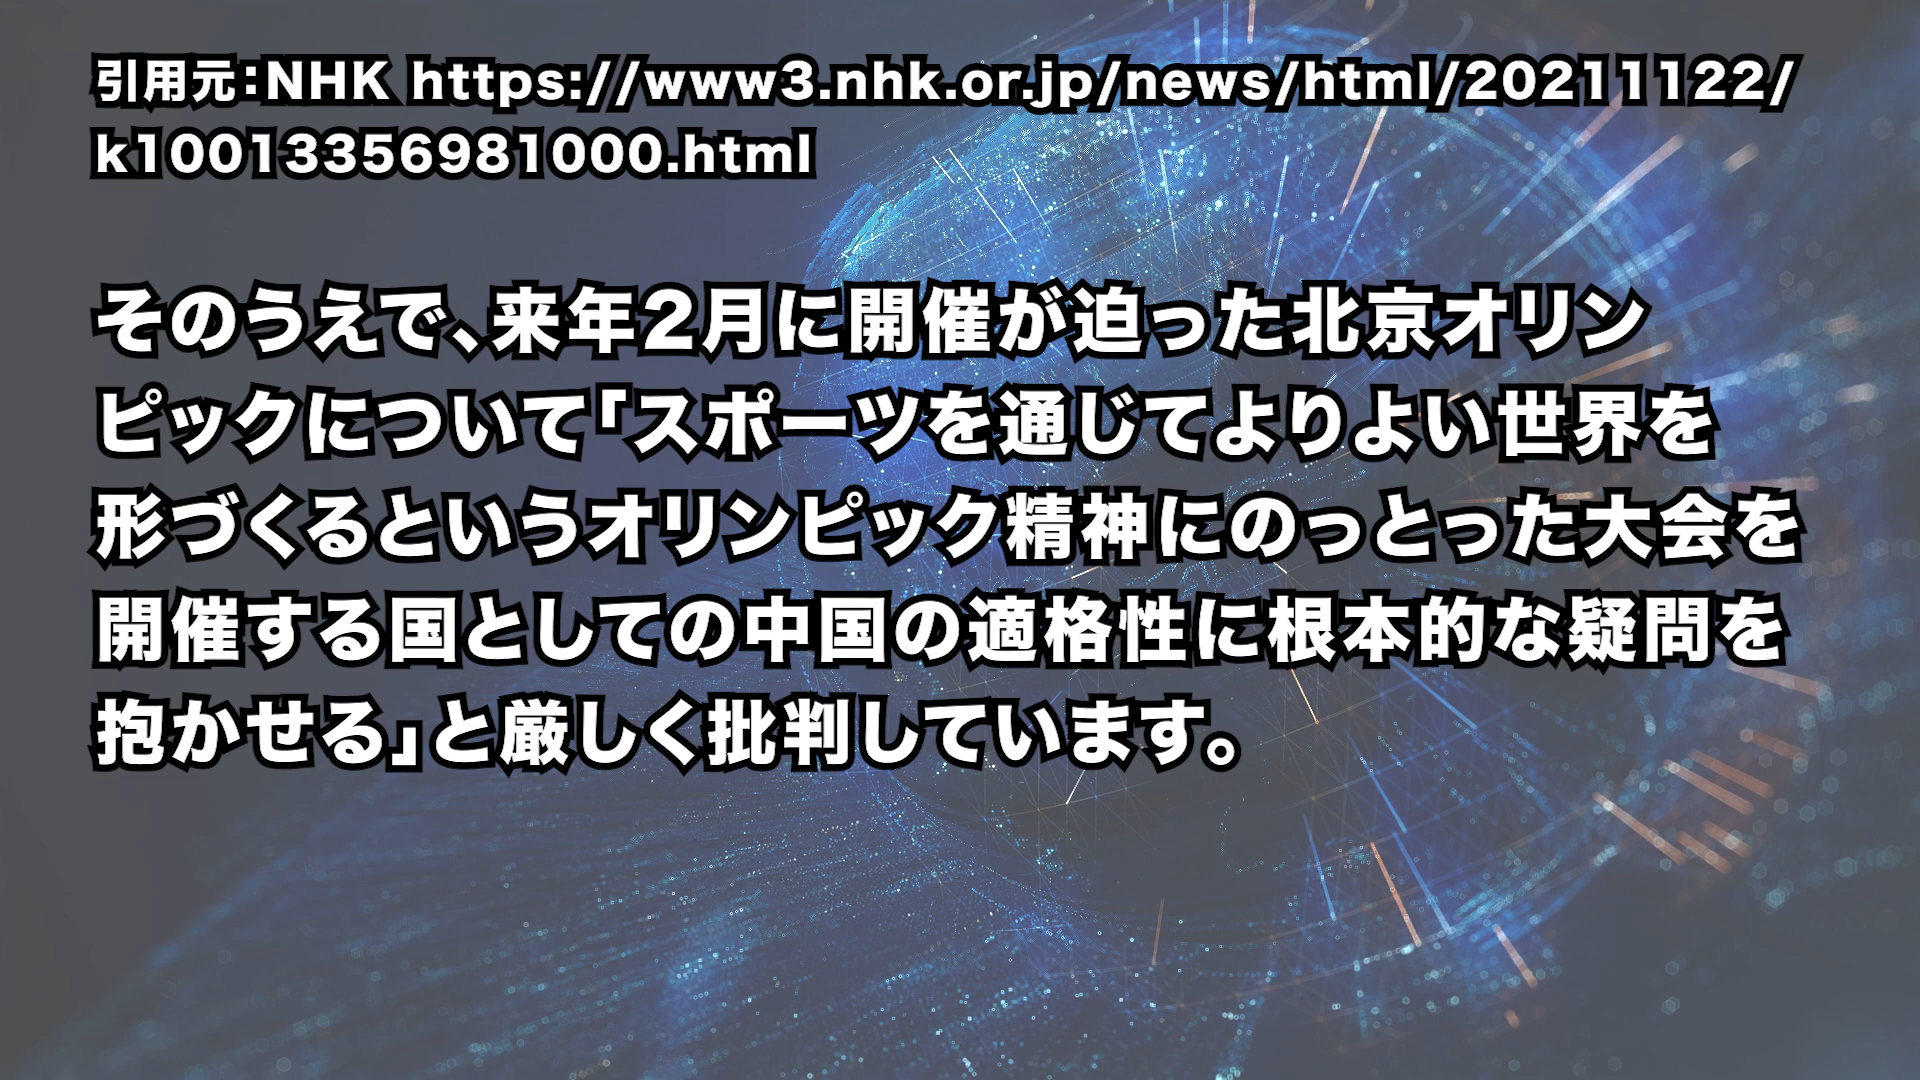 引用元：NHK https://www3.nhk.or.jp/news/html/20211122/
k10013356981000.html
そのうえで、来年2月に開催が迫った北京オリン
ピックについて「スポーツを通じてよりよい世界を
形づくるというオリンピック精神にのっとった大会を
開催する国としての中国の適格性に根本的な疑問を
抱かせる」と厳しく批判しています。